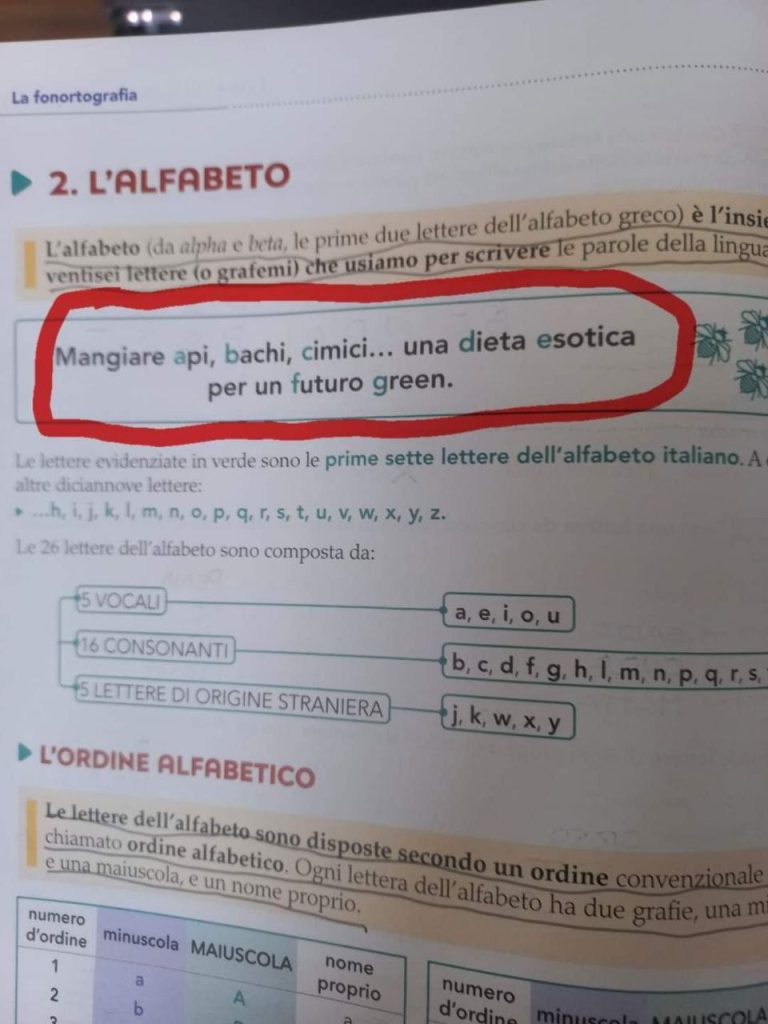 La fonortografia
2. L'ALFABETO
L'alfabeto (da alpha e beta, le prime due lettere dell'alfabeto greco) è l'insie
ventisei lettere (o grafemi) che usiamo per scrivere le parole della lingua
Mangiare api, bachi, cimici... una dieta esotica
per un futuro green.
Le lettere evidenziate in verde sono le prime sette lettere dell'alfabeto italiano. A
altre diciannove lettere:
...h, i, j, k, l, m, n, o, p, q, r, s, t, u, v, w, x, y, z.
Le 26 lettere dell'alfabeto sono composta da:
5 VOCALI a, e, i, o, u
16 CONSONANTI b, c, d, f, g, h, l, m, n, p, q, r, s,
5 LETTERE DI ORIGINE STRANIERA j, k, w, x, y
L'ORDINE ALFABETICO
Le lettere dell'alfabeto sono disposte secondo un ordine convenzionale
chiamato ordine alfabetico. Ogni lettera dell'alfabeto ha due grafie, una mi
e una maiuscola, e un nome proprio.
numero d'ordine minuscola MAIUSCOLA nome proprio
1 a A a
2 b
3
numero d'ordine minuscola MAIUSCOLA